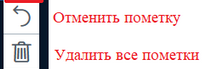 Отменить пометку
Удалить все пометки